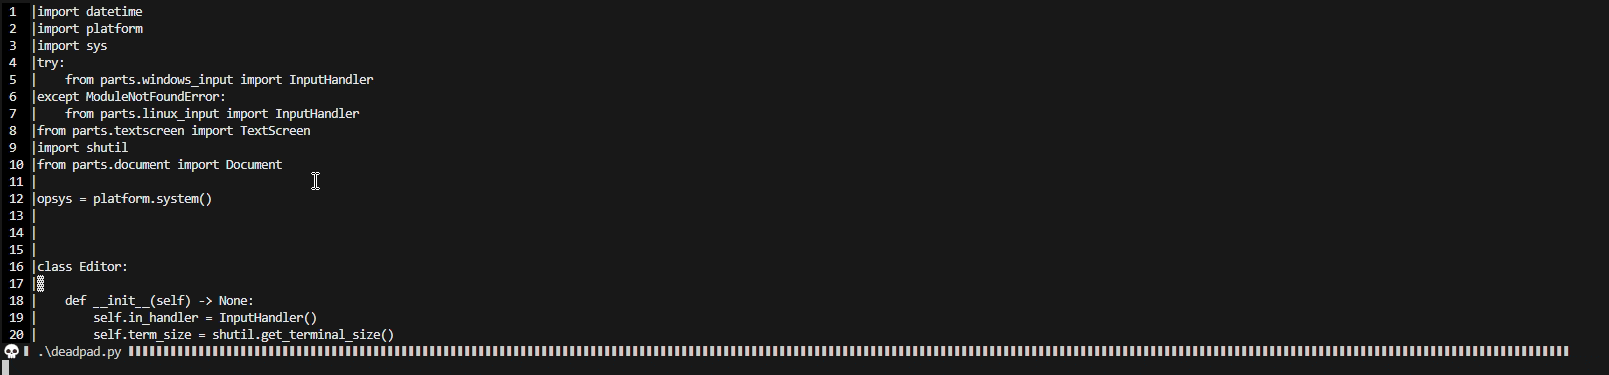 1 |import datetime
2 |import platform
3 |import sys
4 |try:
5 |    from parts.windows_input import InputHandler
6 |except ModuleNotFoundError:
7 |    from parts.linux_input import InputHandler
8 |from parts.textscreen import TextScreen
9 |import shutil
10 |from parts.document import Document
11 |
12 |opsys = platform.system()
13 |
14 |
15 |
16 |class Editor:
17 |
18 |    def __init__(self) -> None:
19 |        self.in_handler = InputHandler()
20 |        self.term_size = shutil.get_terminal_size()
.\deadpad.py